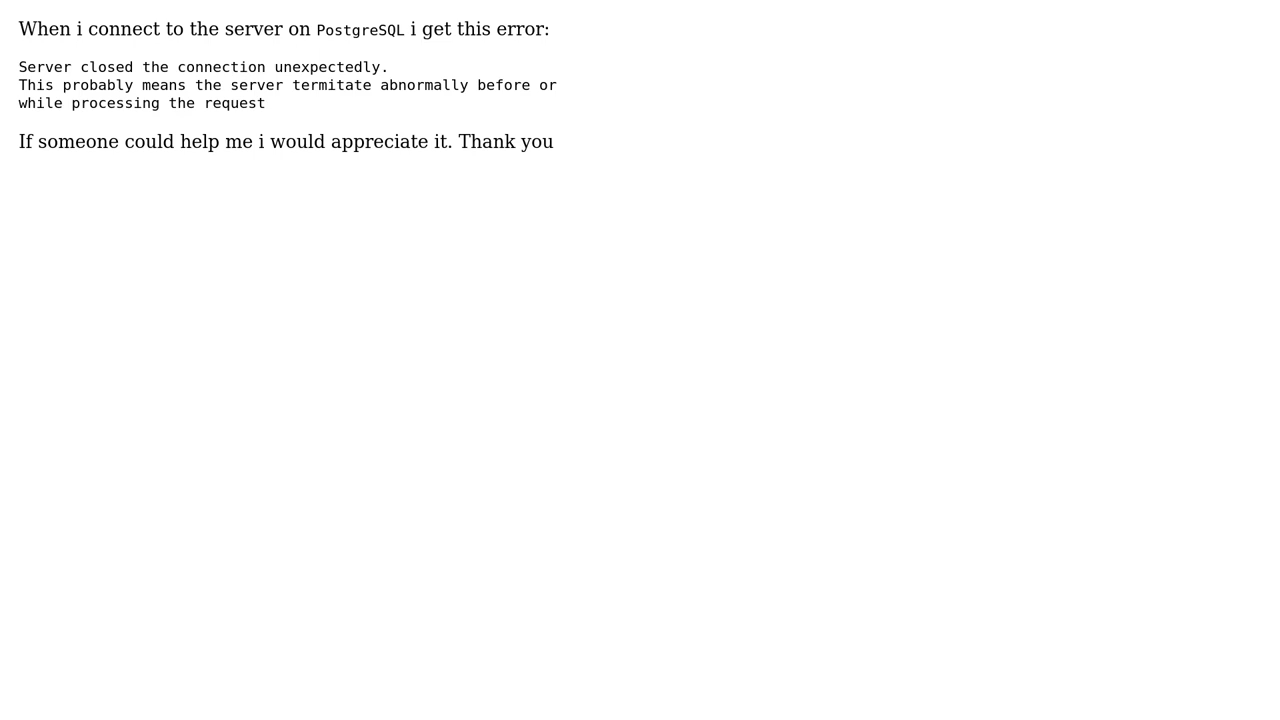 When i connect to the server on PostgreSQL i get this error:
Server closed the connection unexpectedly.
This probably means the server termitate abnormally before or
while processing the request
If someone could help me i would appreciate it. Thank you